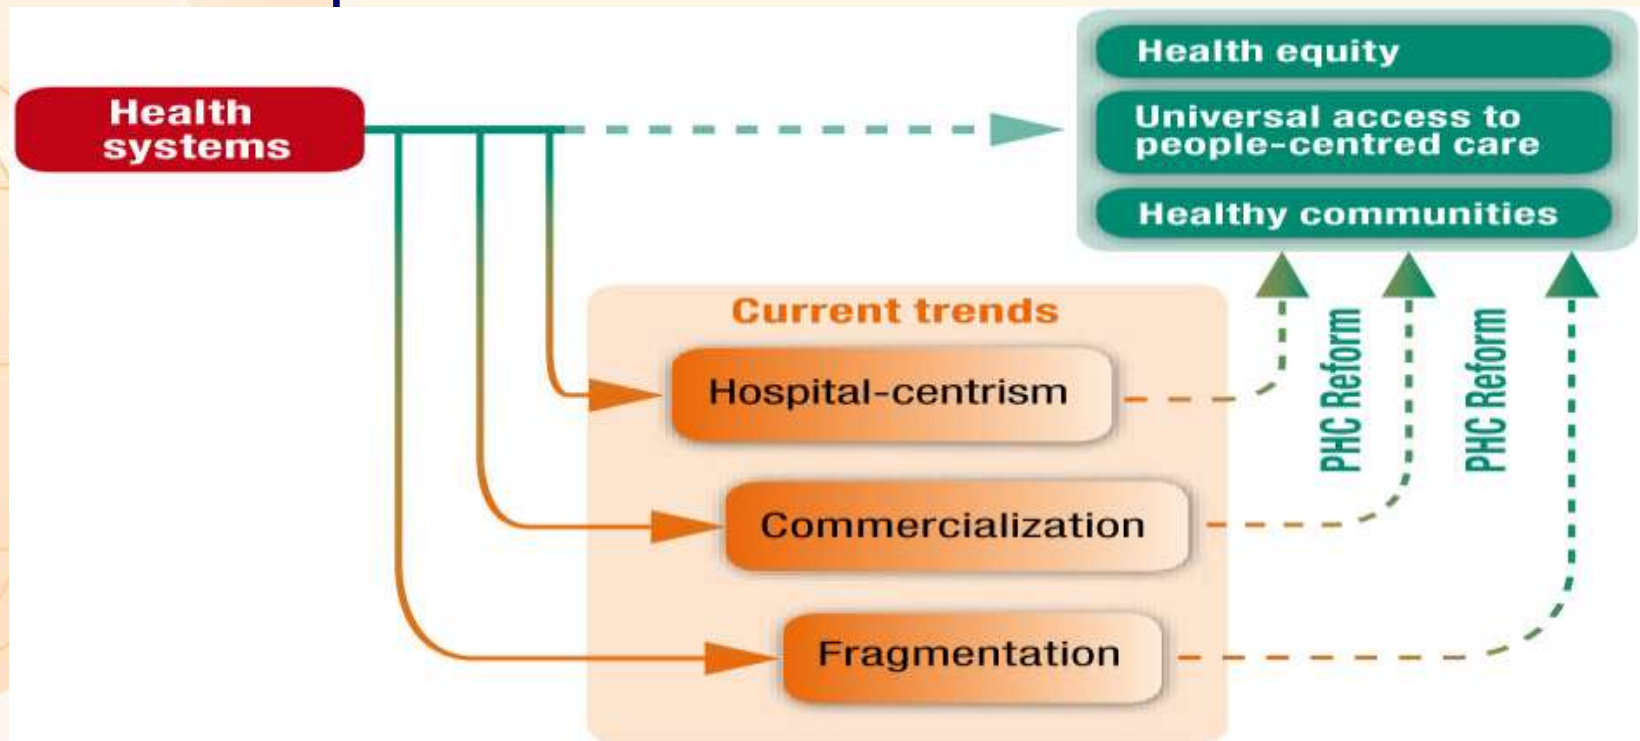 Health
systems
Health equity
Universal access to
people-centred care
Healthy communities
Current trends
Hospital-centrism
Commercialization
Fragmentation
PHC Reform
PHC Reform